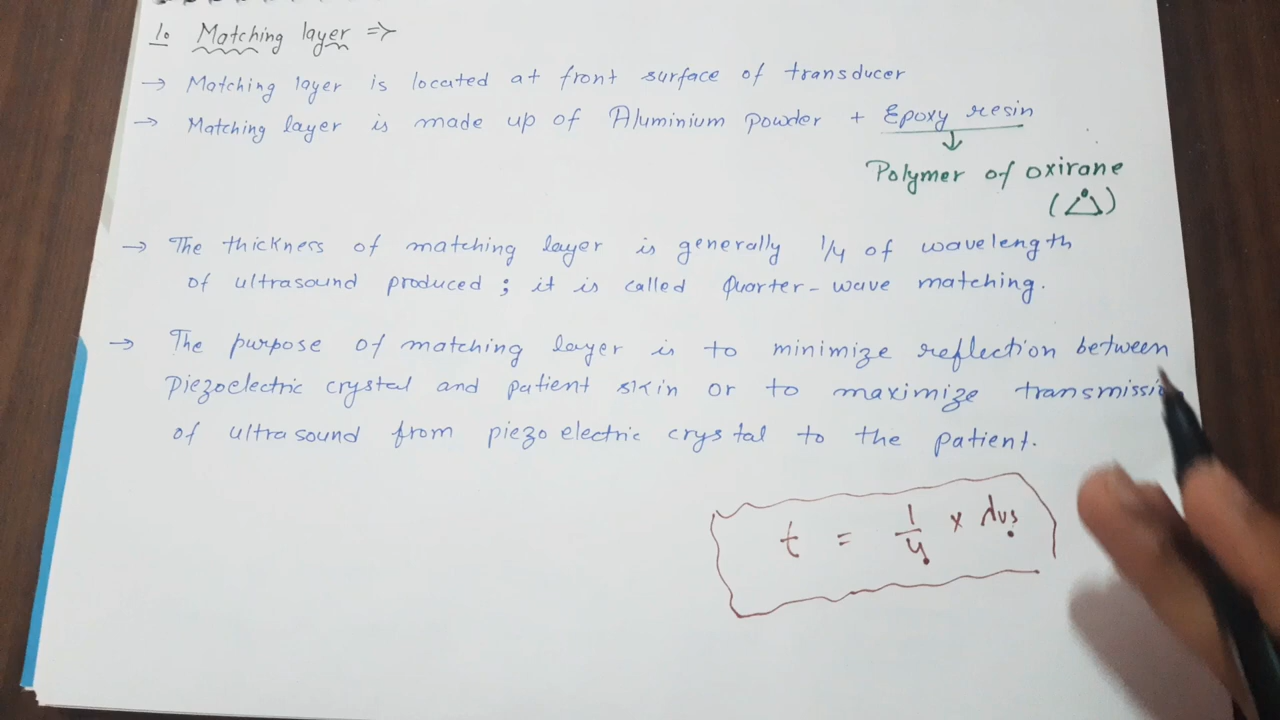 1. Matching layer ⇒
→ Matching layer is located at front surface of transducer
→ Matching layer is made up of Aluminium powder + Epoxy resin
↓
Polymer of oxirane
(△)
→ The thickness of matching layer is generally 1/4 of wavelength
of ultrasound produced ; it is called Quarter-wave matching.
→ The purpose of matching layer is to minimize reflection between
piezoelectric crystal and patient skin or to maximize transmissi
of ultrasound from piezoelectric crystal to the patient.
t = 1/4 × λus